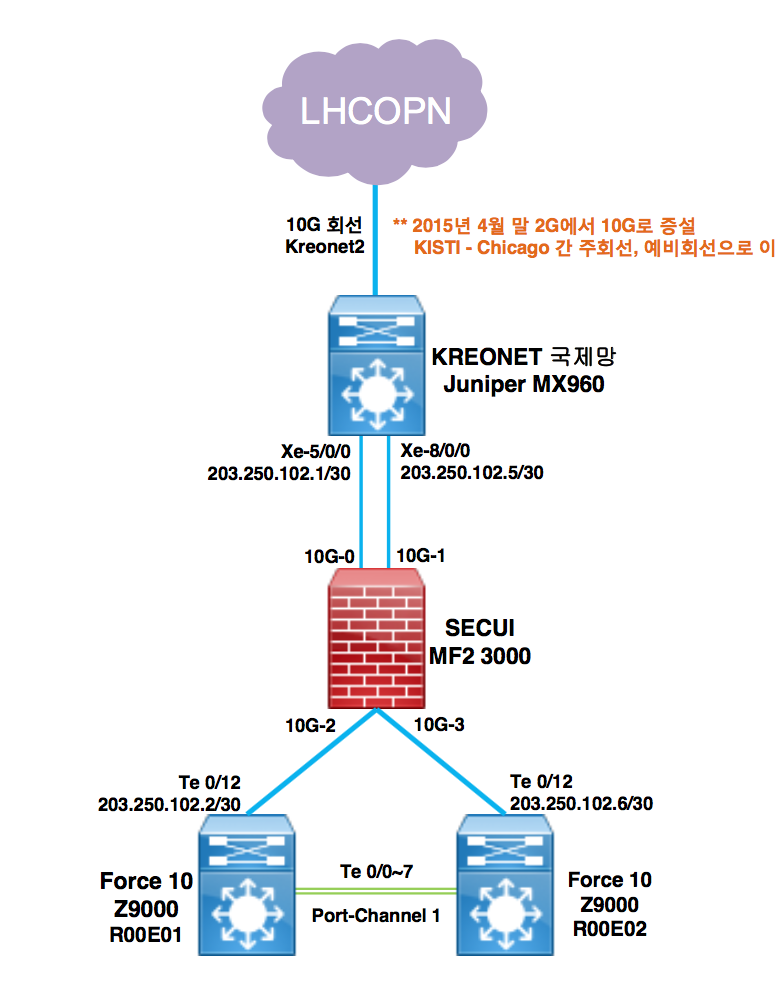 LHCOPN
10G 회선
Kreonet2
** 2015년 4월 말 2G에서 10G로 증설
KISTI - Chicago 간 주회선, 예비회선으로 이
KREONET 국제망
Juniper MX960
Xe-5/0/0
203.250.102.1/30
Xe-8/0/0
203.250.102.5/30
10G-0
10G-1
SECUI
MF2 3000
10G-2
10G-3
Te 0/12
203.250.102.2/30
Te 0/12
203.250.102.6/30
Force 10
Z9000
R00E01
Te 0/0~7
Port-Channel 1
Force 10
Z9000
R00E02